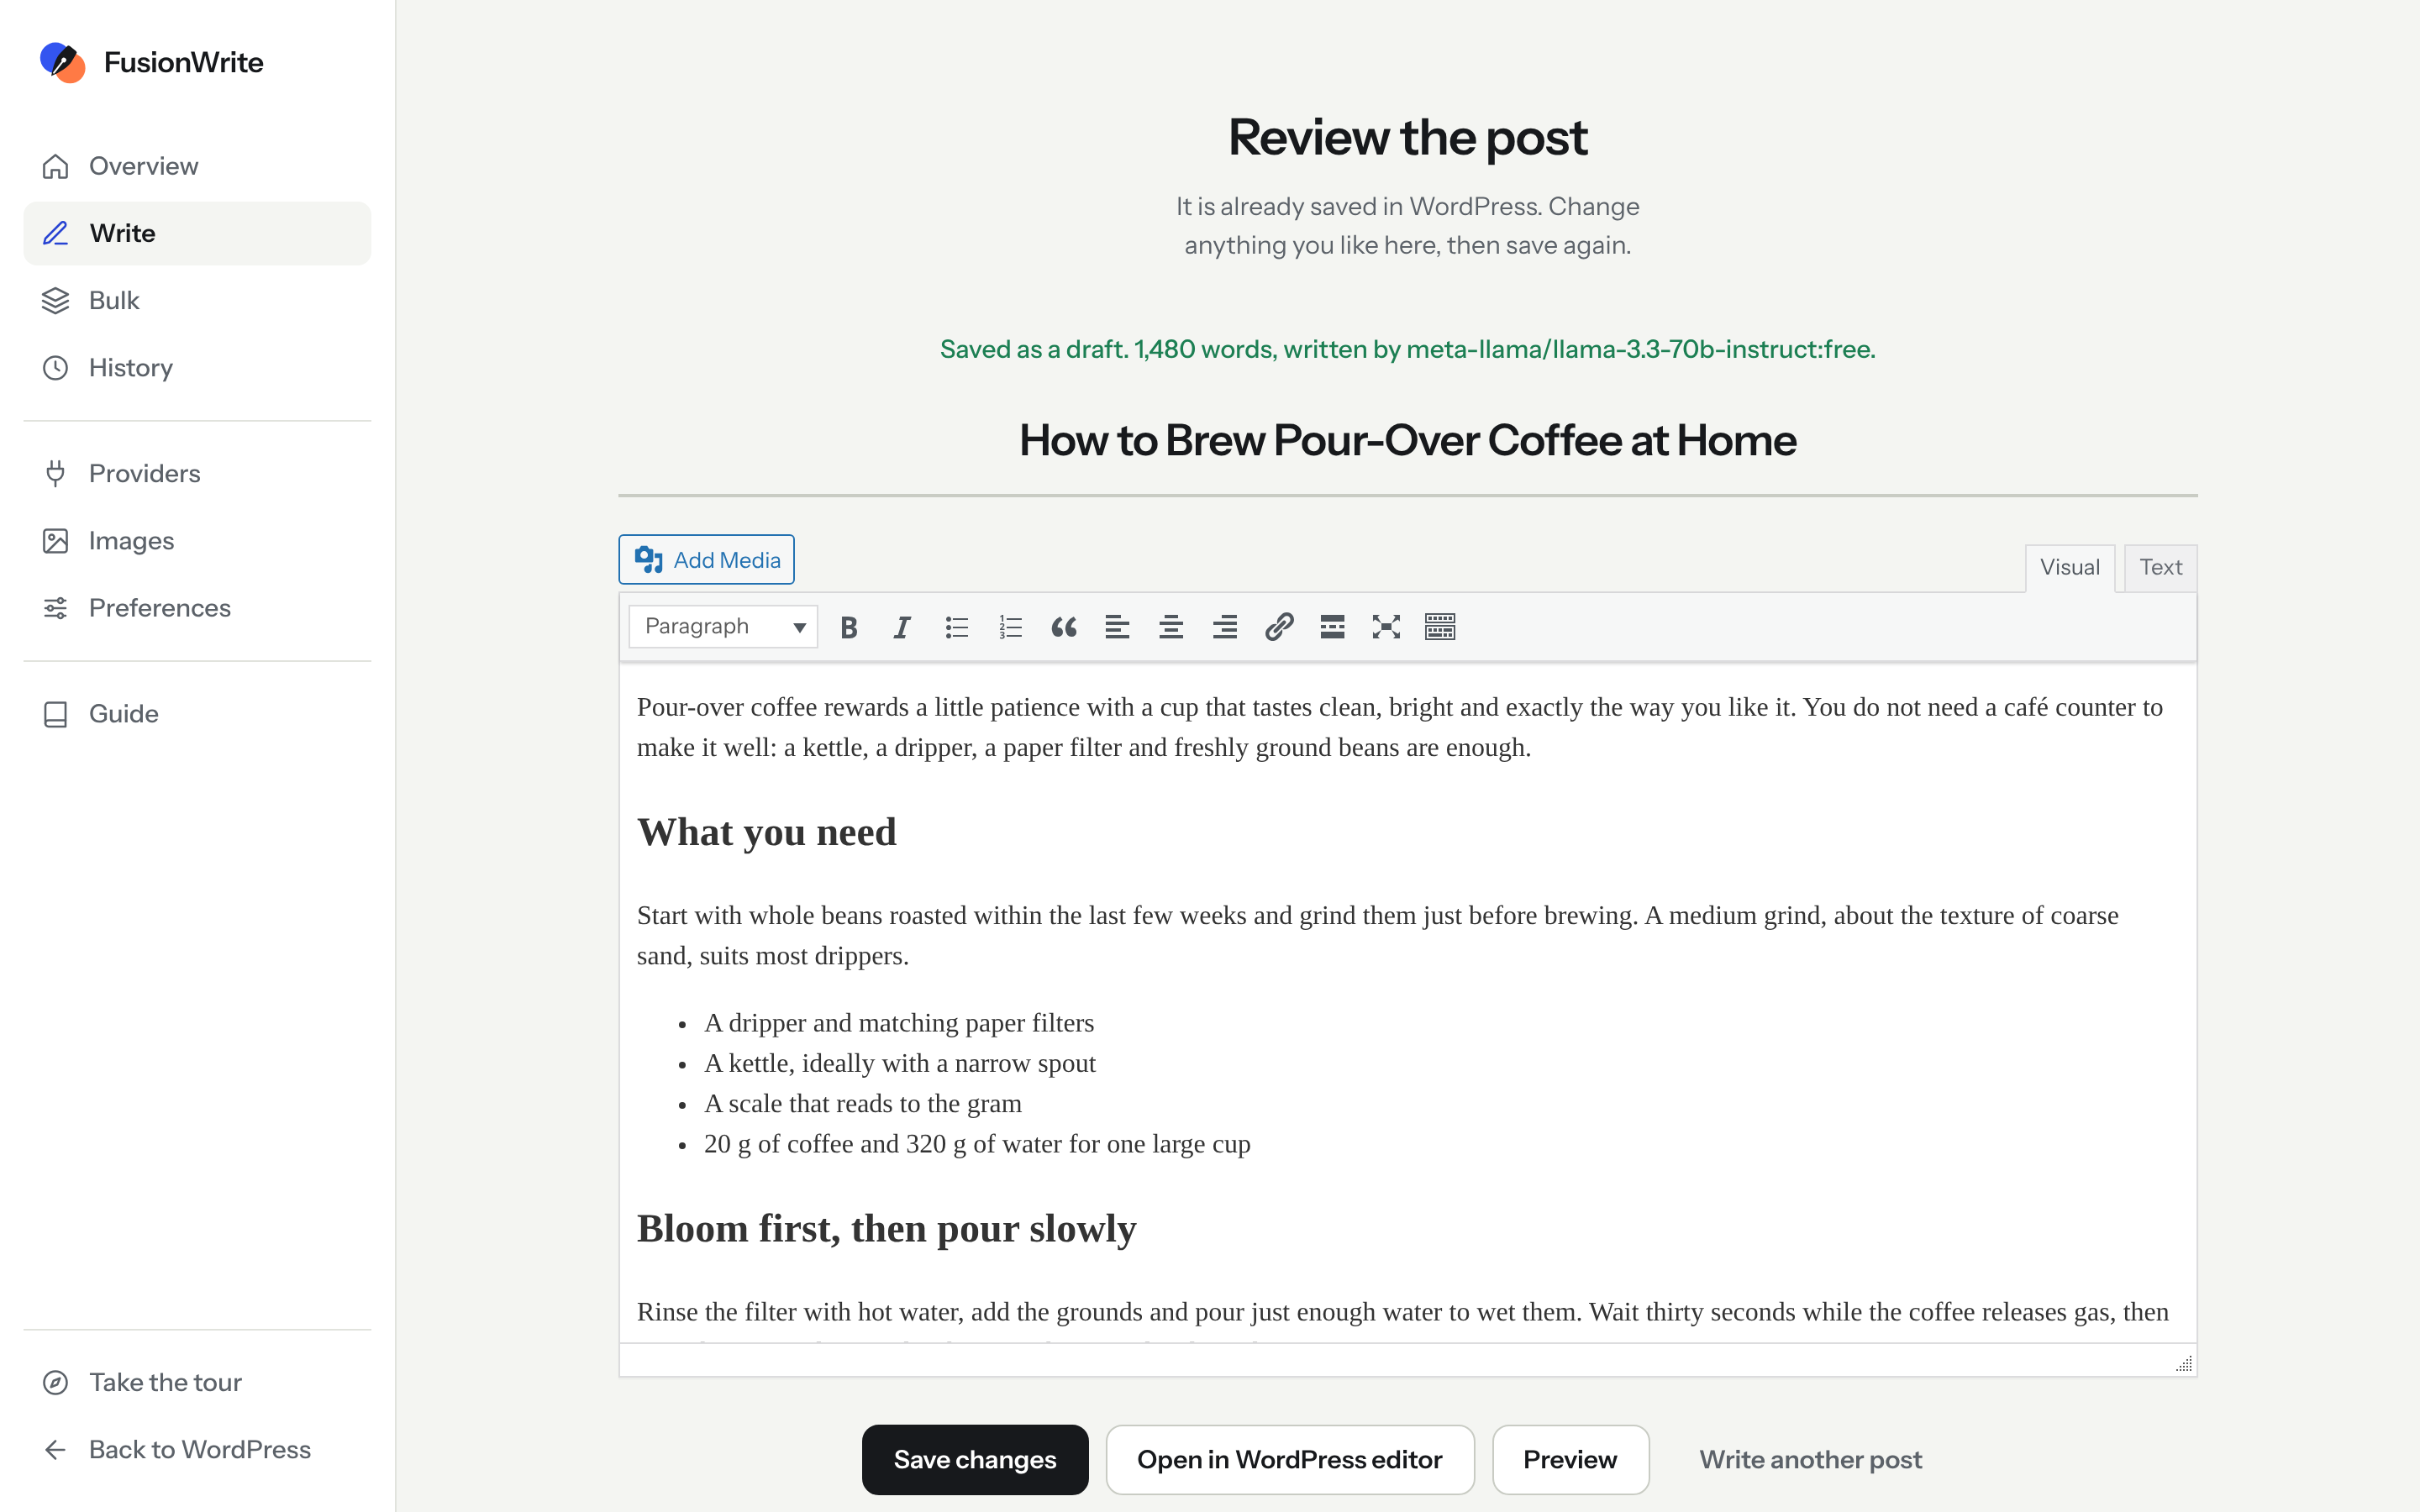 FusionWrite
Overview
Write
Bulk
History
Providers
Images
Preferences
Guide
Take the tour
Back to WordPress
Review the post
It is already saved in WordPress. Change
anything you like here, then save again.
Saved as a draft. 1,480 words, written by meta-llama/llama-3.3-70b-instruct:free.
How to Brew Pour-Over Coffee at Home
Add Media
Visual
Text
Paragraph
Pour-over coffee rewards a little patience with a cup that tastes clean, bright and exactly the way you like it. You do not need a café counter to
make it well: a kettle, a dripper, a paper filter and freshly ground beans are enough.
What you need
Start with whole beans roasted within the last few weeks and grind them just before brewing. A medium grind, about the texture of coarse
sand, suits most drippers.
• A dripper and matching paper filters
• A kettle, ideally with a narrow spout
• A scale that reads to the gram
• 20 g of coffee and 320 g of water for one large cup
Bloom first, then pour slowly
Rinse the filter with hot water, add the grounds and pour just enough water to wet them. Wait thirty seconds while the coffee releases gas, then
Save changes
Open in WordPress editor
Preview
Write another post